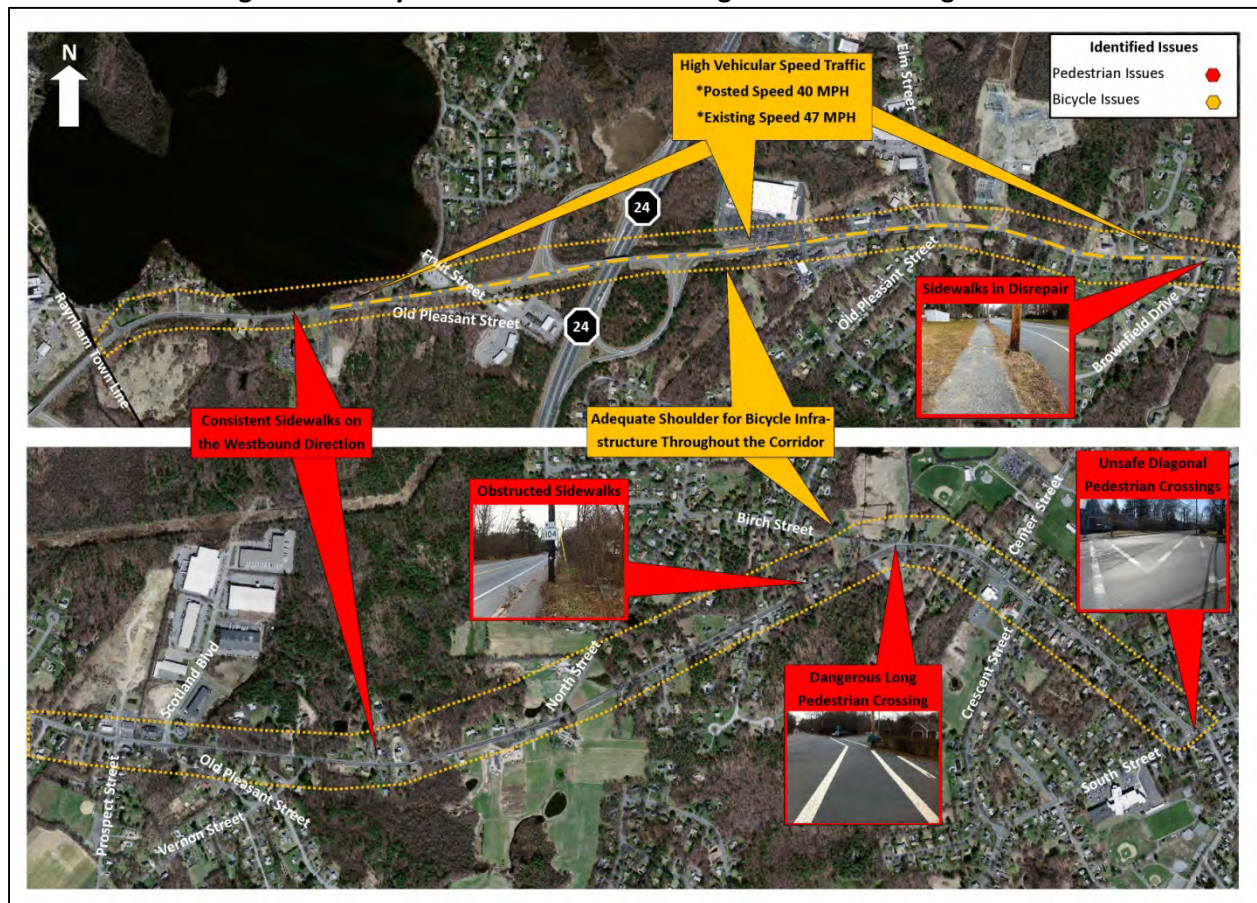 N
High Vehicular Speed Traffic
*Posted Speed 40 MPH
*Existing Speed 47 MPH
Elm Street
Identified Issues
Pedestrian Issues
Bicycle Issues
24
Fruit Street
Old Pleasant Street
24
Old Pleasant Street
Sidewalks in Disrepair
Brownfield Drive
Raynham Town Line
Consistent Sidewalks on
the Westbound Direction
Adequate Shoulder for Bicycle Infra-
structure Throughout the Corridor
Obstructed Sidewalks
104
Birch Street
Center Street
Unsafe Diagonal
Pedestrian Crossings
Scotland Blvd
North Street
Crescent Street
Dangerous Long
Pedestrian Crossing
Old Pleasant Street
Prospect Street
Vernon Street
South Street